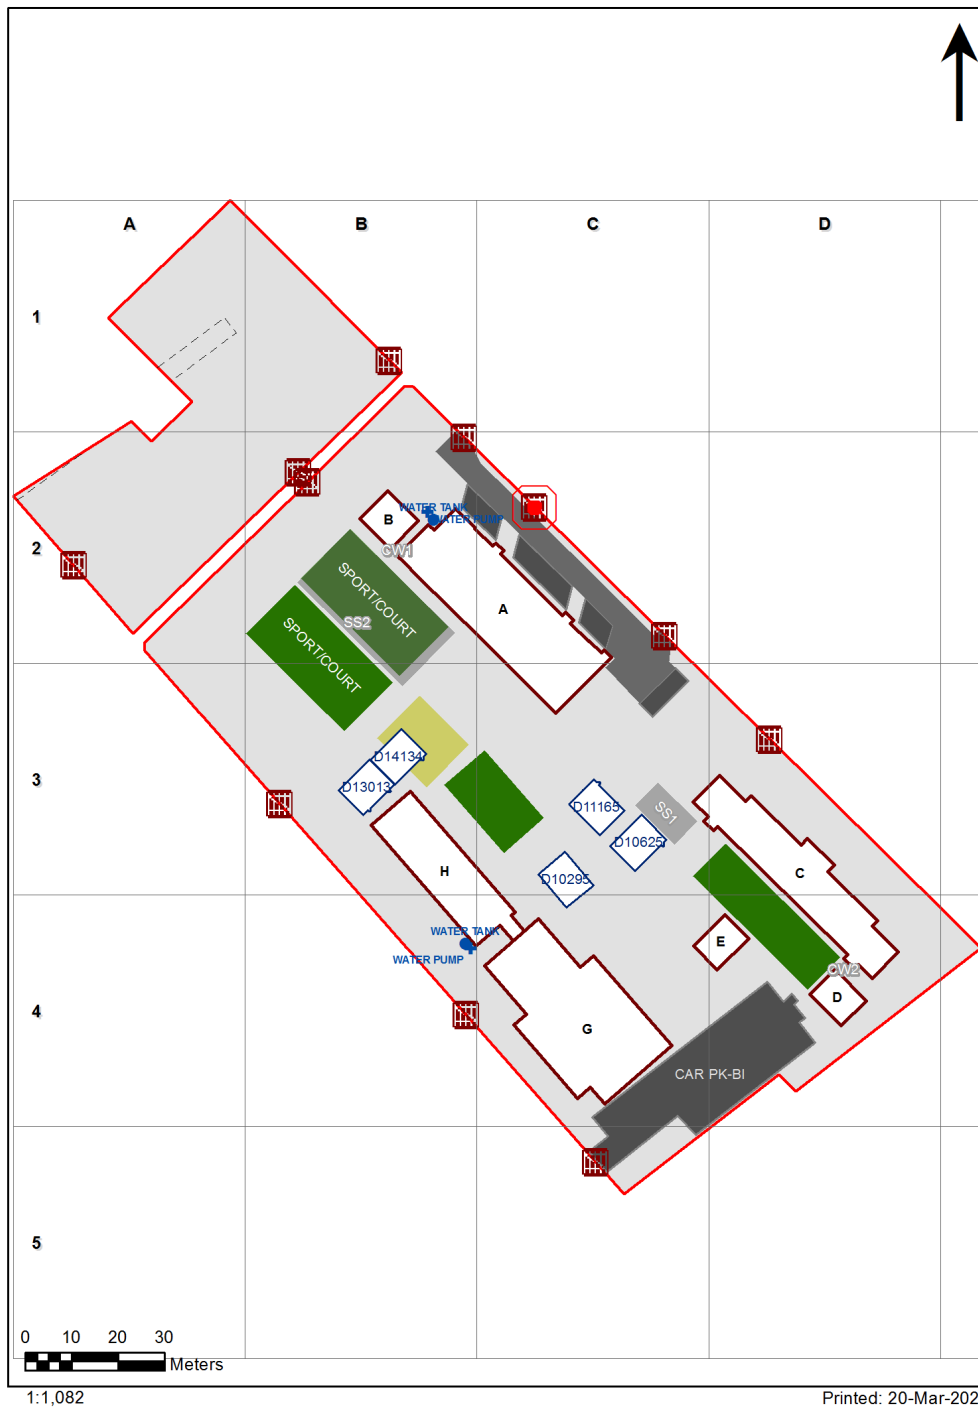 A
B
C
D
1
2
WATER TANK
WATER PUMP
B
CW1
SPORT/COURT
A
SS2
SPORT/COURT
3
D14134
D13013
D11165
SS1
D10625
H
D10295
C
WATER TANK
E
WATER PUMP
CW2
D
4
G
CAR PK-BI
5
0 10 20 30
Meters
1:1,082
Printed: 20-Mar-202